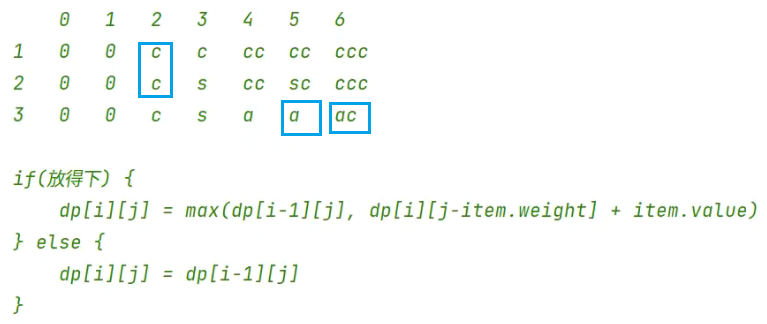 0 1 2 3 4 5 6
1 0 0 c c cc cc ccc
2 0 0 c s cc sc ccc
3 0 0 c s a a ac
if(放得下) {
dp[i][j] = max(dp[i-1][j], dp[i][j-item.weight] + item.value)
} else {
dp[i][j] = dp[i-1][j]
}